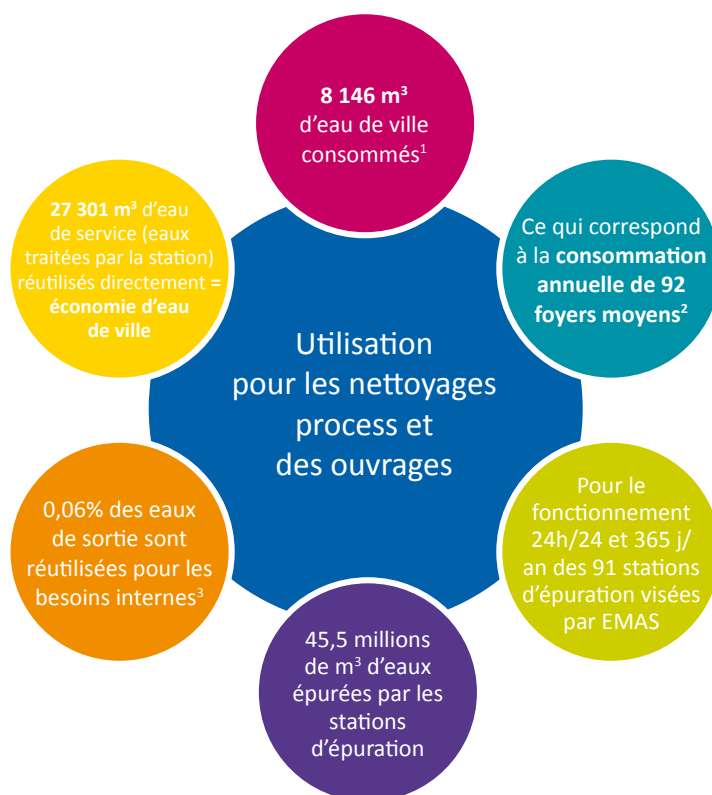 8 146 m³
d'eau de ville
consommés¹
Ce qui correspond
à la consommation
annuelle de 92
foyers moyens²
Pour le
fonctionnement
24h/24 et 365 j/
an des 91 stations
d'épuration visées
par EMAS
45,5 millions
de m³ d'eaux
épurées par les
stations
d'épuration
0,06% des eaux
de sortie sont
réutilisées pour les
besoins internes³
27 301 m³ d'eau
de service (eaux
traitées par la station)
réutilisés directement =
économie d'eau
de ville
Utilisation
pour les nettoyages
process et
des ouvrages